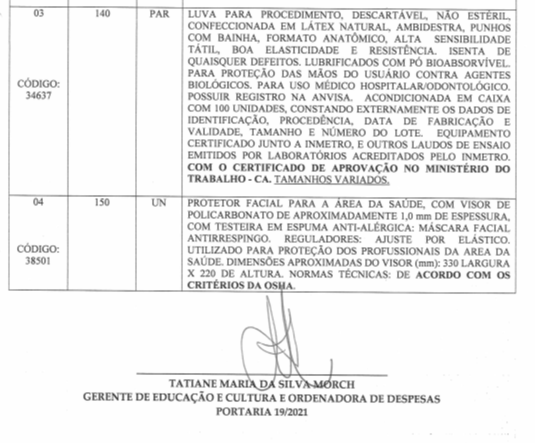 03 140 PAR LUVA PARA PROCEDIMENTO, DESCARTÁVEL, NÃO ESTÉRIL,
CONFECCIONADA EM LÁTEX NATURAL, AMBIDESTRA, PUNHOS
COM BAINHA, FORMATO ANATÔMICO, ALTA SENSIBILIDADE
TÁTIL, BOA ELASTICIDADE E RESISTÊNCIA. ISENTA DE
QUAISQUER DEFEITOS. LUBRIFICADOS COM PÓ BIOABSORVÍVEL.
CÓDIGO: PARA PROTEÇÃO DAS MÃOS DO USUÁRIO CONTRA AGENTES
34637 BIOLÓGICOS. PARA USO MÉDICO HOSPITALAR/ODONTOLÓGICO.
POSSUIR REGISTRO NA ANVISA. ACONDICIONADA EM CAIXA
COM 100 UNIDADES, CONSTANDO EXTERNAMENTE OS DADOS DE
IDENTIFICAÇÃO, PROCEDÊNCIA, DATA DE FABRICAÇÃO E
VALIDADE, TAMANHO E NÚMERO DO LOTE. EQUIPAMENTO
CERTIFICADO JUNTO A INMETRO, E OUTROS LAUDOS DE ENSAIO
EMITIDOS POR LABORATÓRIOS ACREDITADOS PELO INMETRO.
COM O CERTIFICADO DE APROVAÇÃO NO MINISTÉRIO DO
TRABALHO - CA. TAMANHOS VARIADOS.
04 150 UN PROTETOR FACIAL PARA A ÁREA DA SAÚDE, COM VISOR DE
POLICARBONATO DE APROXIMADAMENTE 1,0 mm DE ESPESSURA,
COM TESTEIRA EM ESPUMA ANTI-ALÉRGICA: MÁSCARA FACIAL
CÓDIGO: ANTIRRESPINGO. REGULADORES: AJUSTE POR ELÁSTICO.
38501 UTILIZADO PARA PROTEÇÃO DOS PROFUSSIONAIS DA AREA DA
SAÚDE. DIMENSÕES APROXIMADAS DO VISOR (mm): 330 LARGURA
X 220 DE ALTURA. NORMAS TÉCNICAS: DE ACORDO COM OS
CRITÉRIOS DA OSHA.
TATIANE MARIA DA SILVA MORCH
GERENTE DE EDUCAÇÃO E CULTURA E ORDENADORA DE DESPESAS
PORTARIA 19/2021